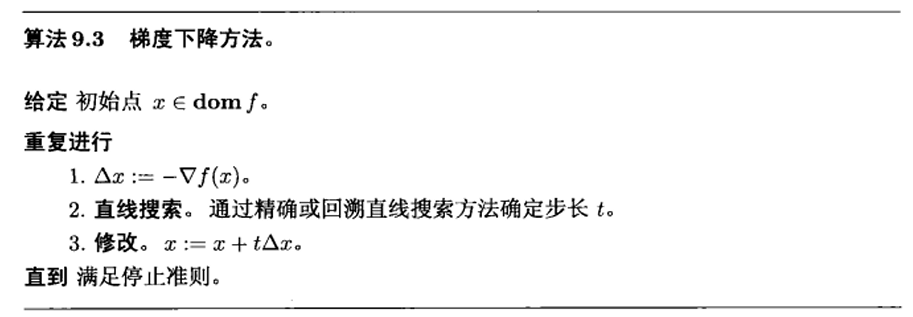 算法9.3 梯度下降方法。
给定 初始点 x ∈ dom f。
重复进行
1. Δx := −∇f(x)。
2. 直线搜索。通过精确或回溯直线搜索方法确定步长 t。
3. 修改。x := x + tΔx。
直到 满足停止准则。